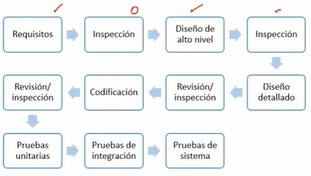 Requisitos
Inspección
Diseño de
alto nivel
Inspección
Revisión/
inspección
Codificación
Revisión/
inspección
Diseño
detallado
Pruebas
unitarias
Pruebas de
integración
Pruebas de
sistema